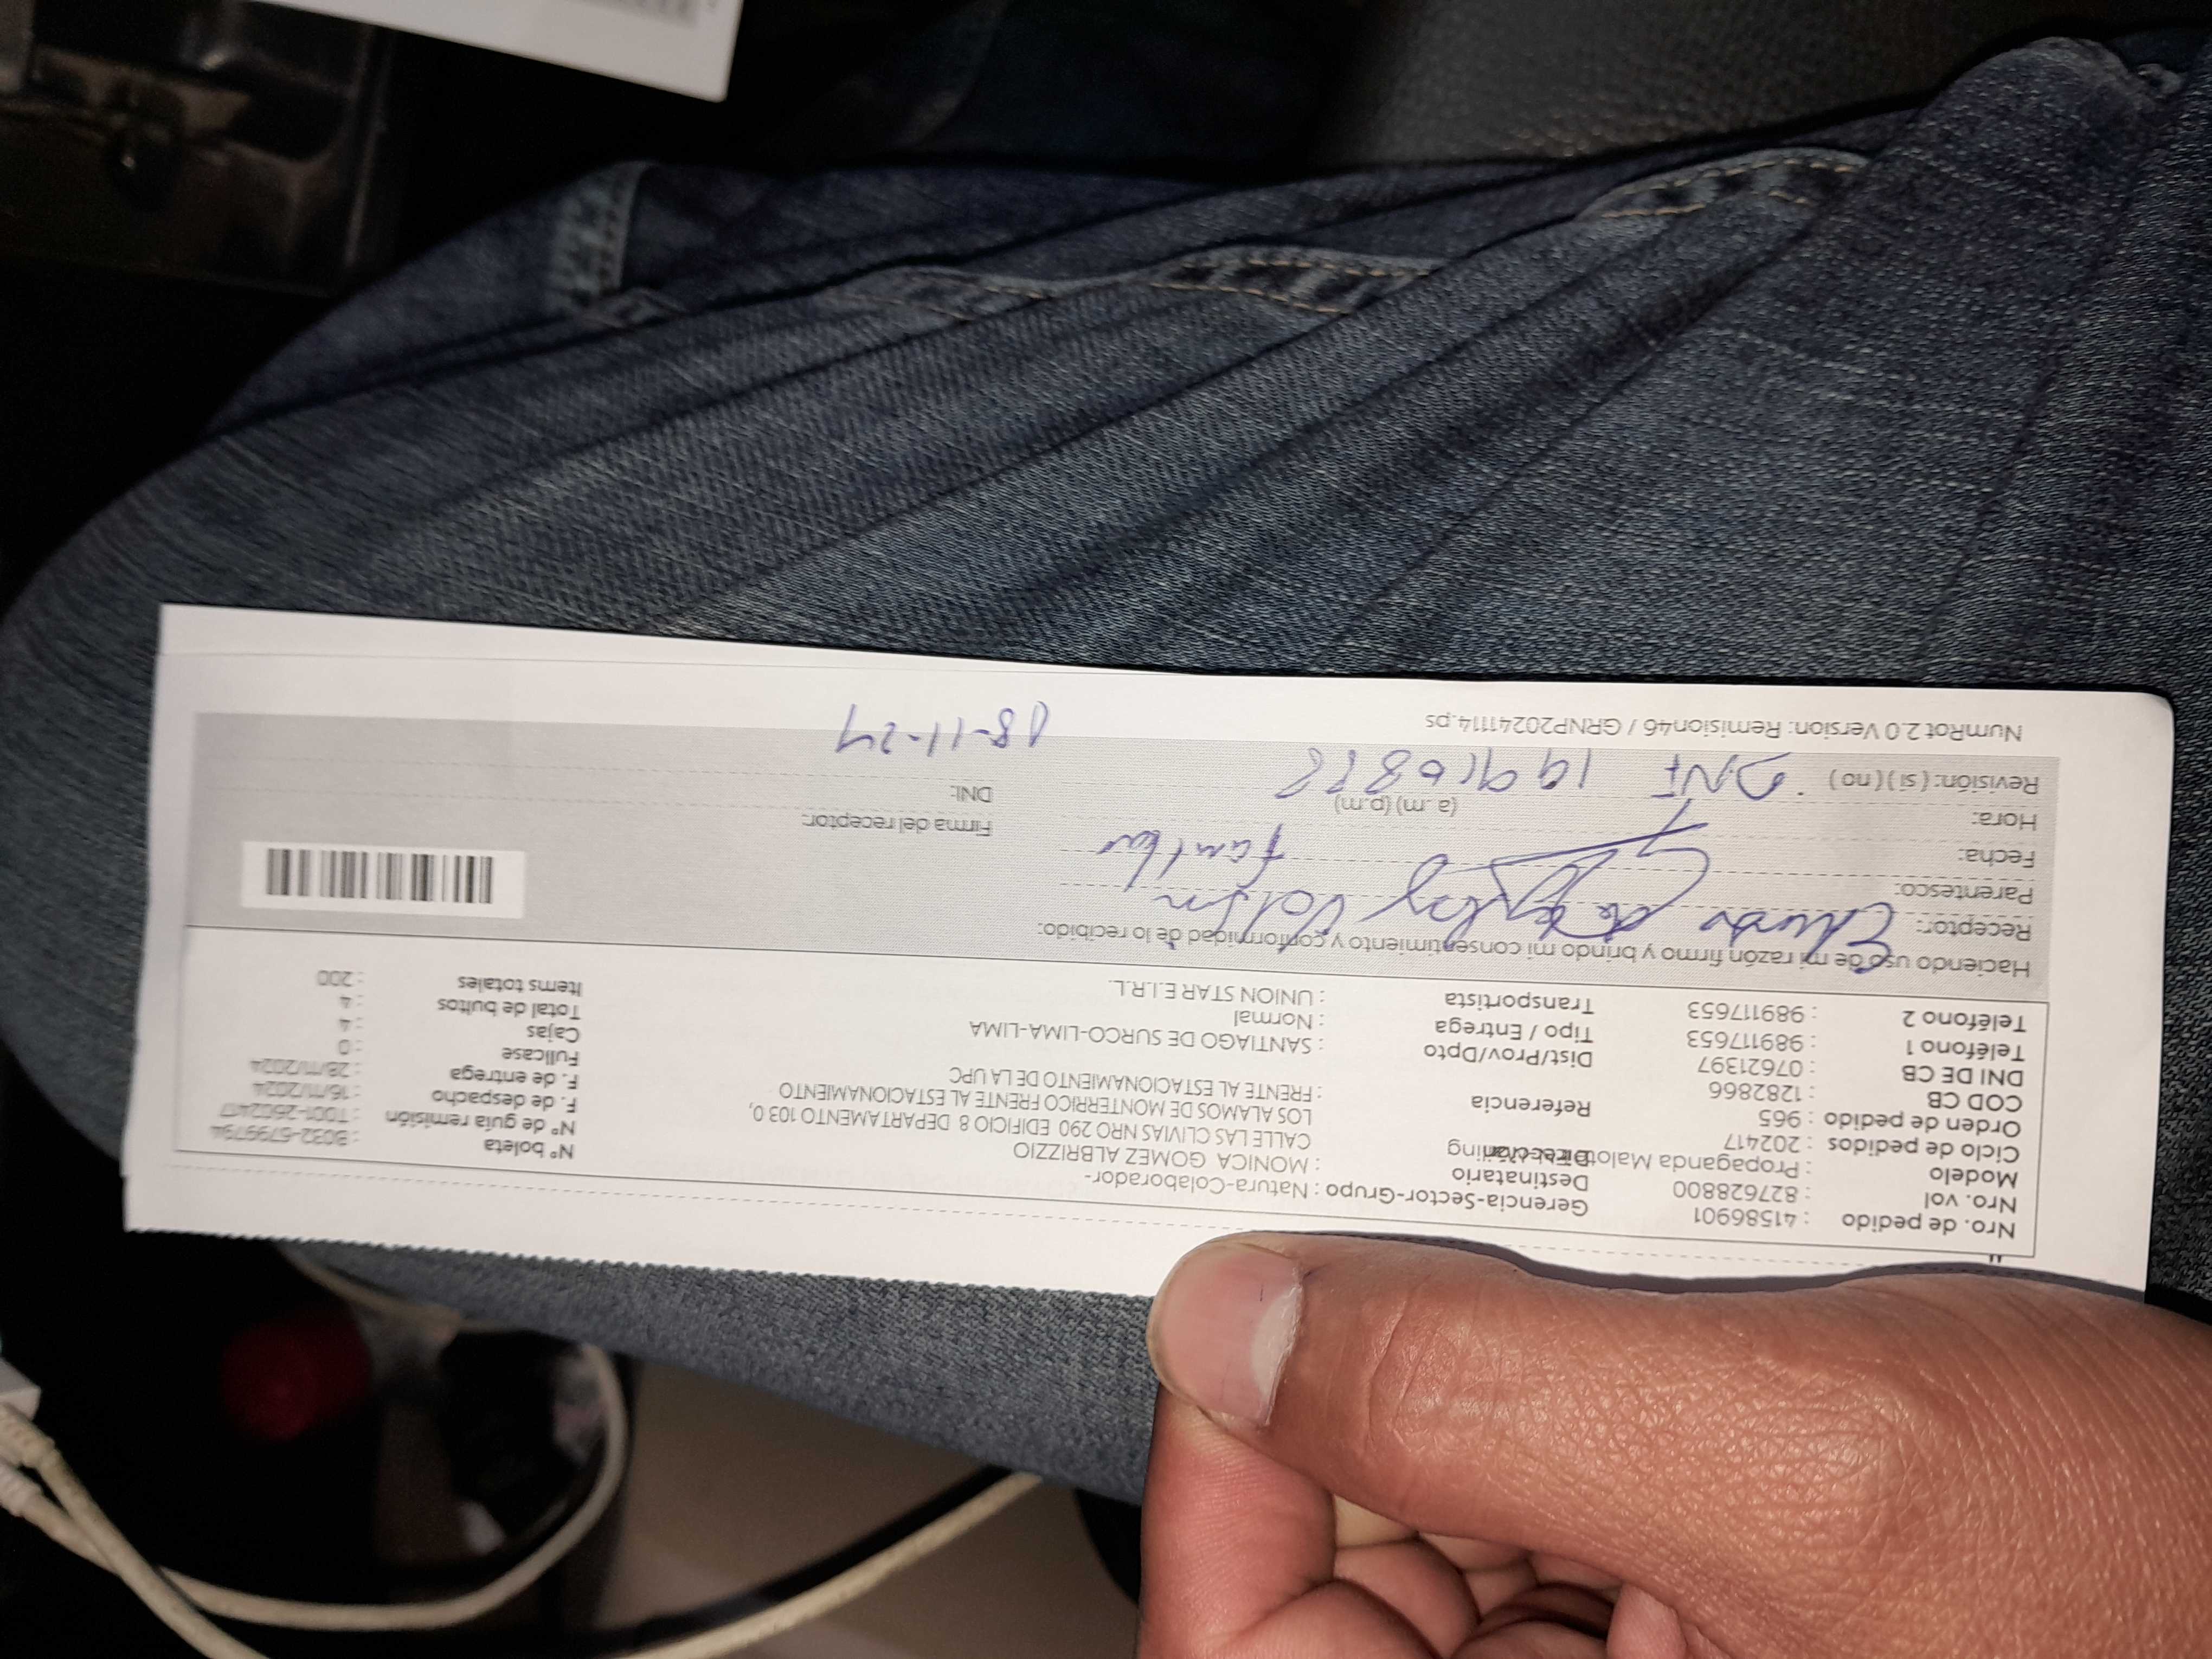 Nro. de pedido : 41586901 Gerencia-Sector-Grupo : Natura-Colaborador- N° boleta : B032-6799794
Nro. vol : 827628800 Destinatario : MONICA GOMEZ ALBRIZZIO N° de guía remisión : T001-2602417
Modelo : Propaganda Dirección CALLE LAS CLIVIAS NRO 290 EDIFICIO 8 DEPARTAMENTO 103 0, F. de despacho : 16/11/2024
Ciclo de pedidos : 202417 LOS ALAMOS DE MONTERRICO FRENTE AL ESTACIONAMIENTO F. de entrega : 28/11/2024
Orden de pedido : 965 Referencia : FRENTE AL ESTACIONAMIENTO DE LA UPC Fullcase : 0
COD CB : 1282866 Dist/Prov/Dpto : SANTIAGO DE SURCO-LIMA-LIMA Cajas : 4
DNI DE CB : 07621397 Tipo / Entrega : Normal Total de bultos : 4
Teléfono 1 : 989117653 Transportista : UNION STAR E.I.R.L. Items totales : 200
Teléfono 2 : 989117653
Haciendo uso de mi razón firmo y brindo mi consentimiento y conformidad de lo recibido:
Receptor:
Parentesco:
Fecha: Firma del receptor:
Hora: (a.m) (p.m) DNI:
Revisión: (si) (no) DNI
18-11-24
NumRot 2.0 Version: Remision46 / GRNP20241114.ps